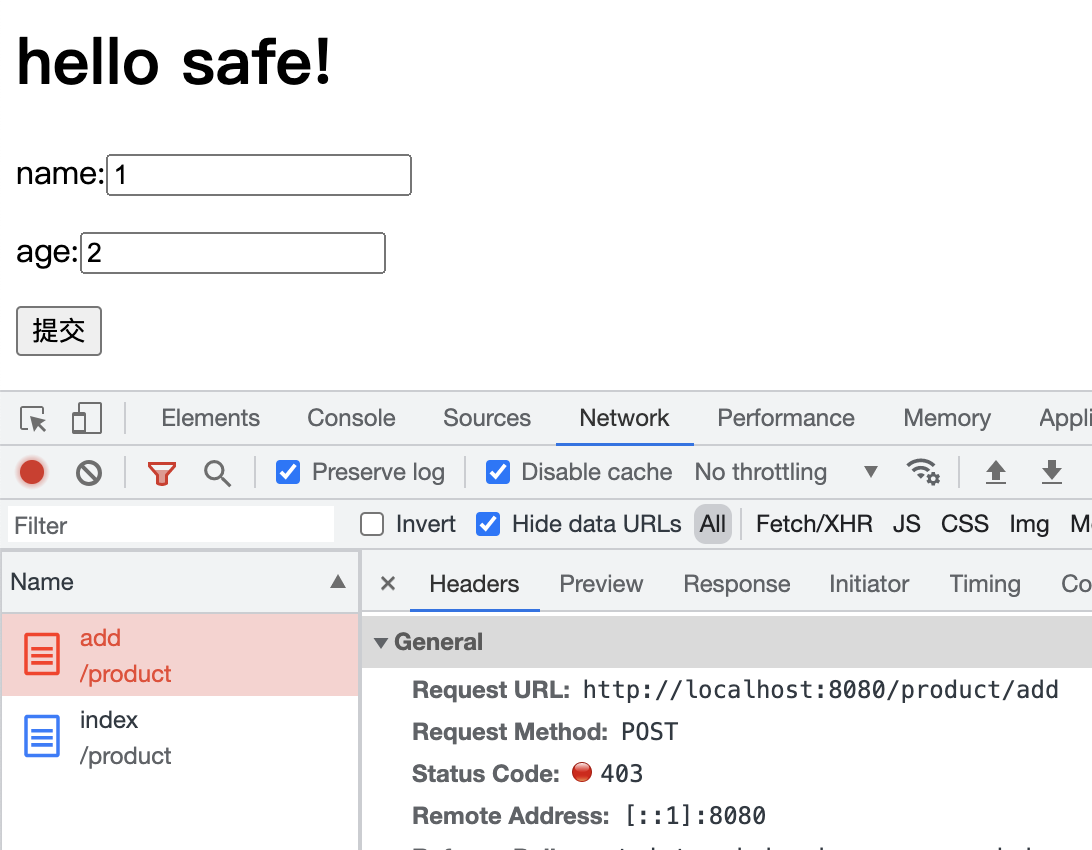 hello safe!
name: 1
age: 2
提交
Elements Console Sources Network Performance Memory Appli
Preserve log Disable cache No throttling
Filter Invert Hide data URLs All Fetch/XHR JS CSS Img M
Name Headers Preview Response Initiator Timing Co
add
/product
index
/product
General
Request URL: http://localhost:8080/product/add
Request Method: POST
Status Code: 403
Remote Address: [::1]:8080